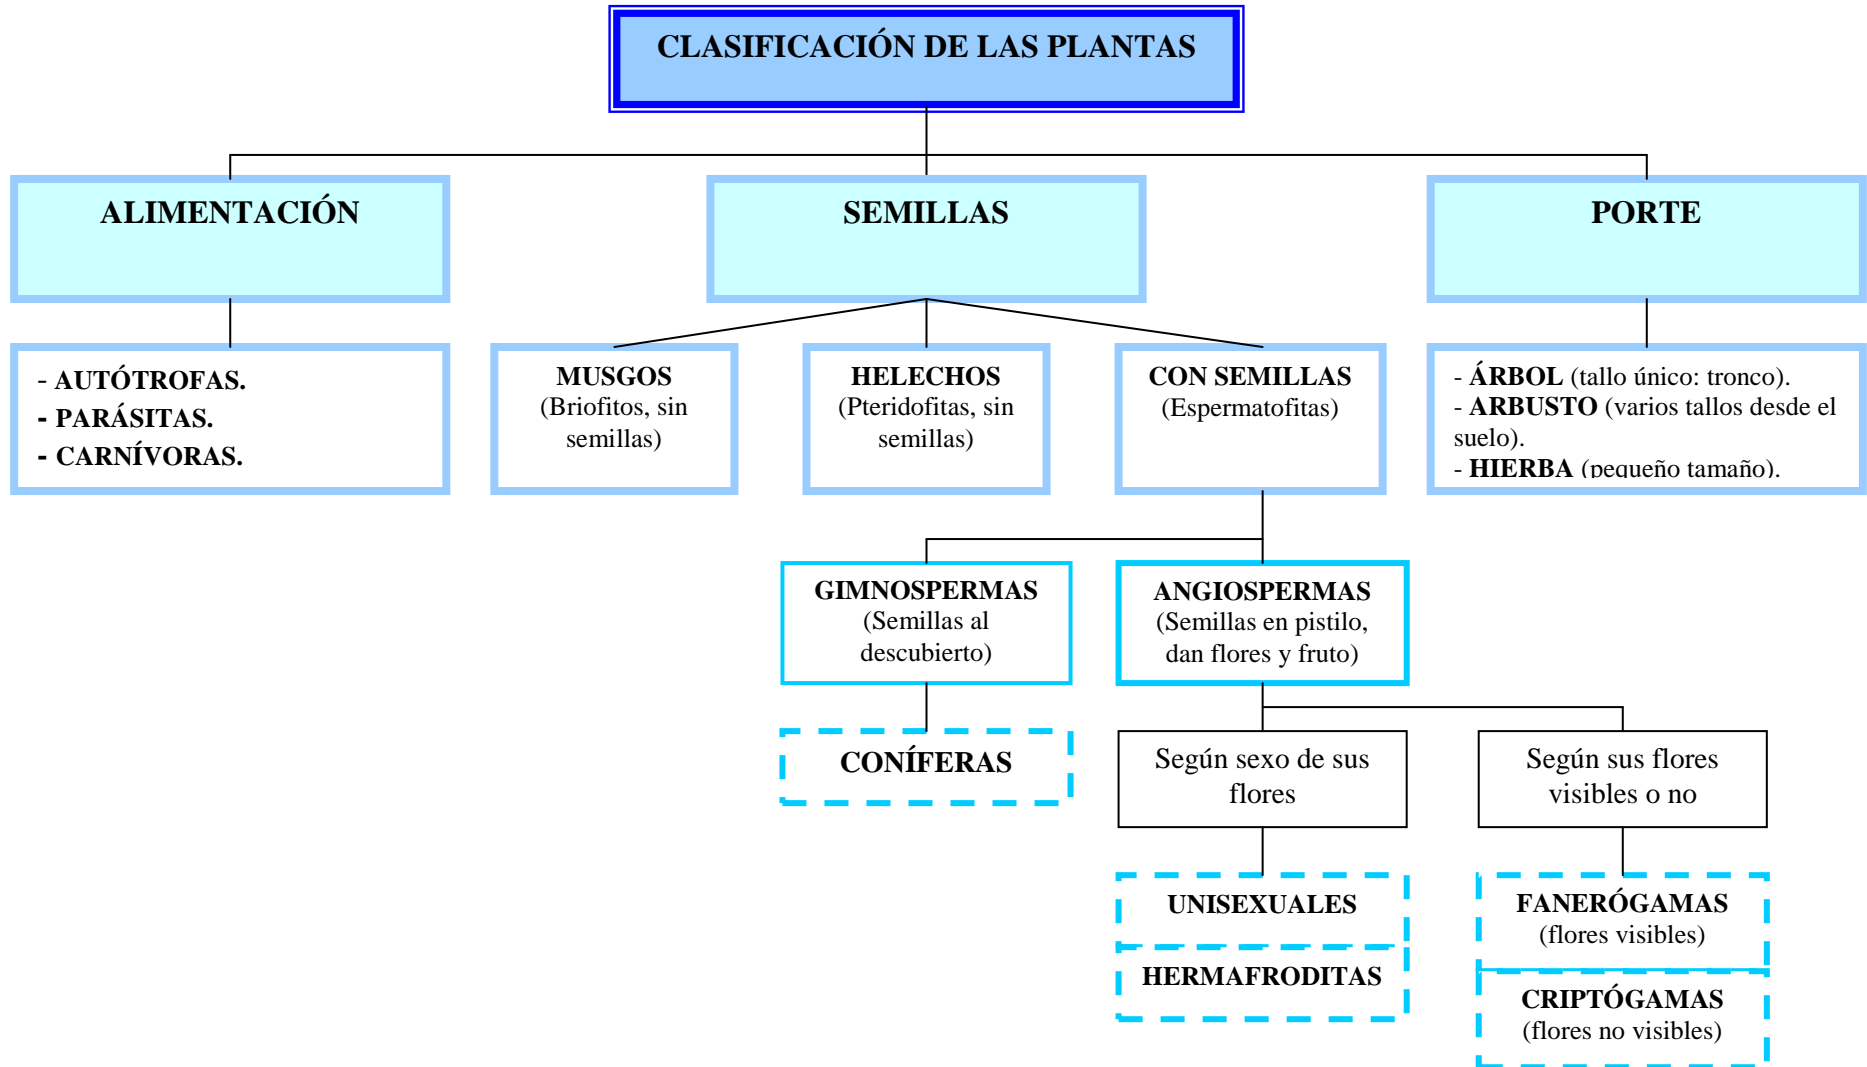 CLASIFICACIÓN DE LAS PLANTAS
ALIMENTACIÓN
SEMILLAS
PORTE
- AUTÓTROFAS.
- PARÁSITAS.
- CARNÍVORAS.
MUSGOS
(Briofitos, sin
semillas)
HELECHOS
(Pteridofitas, sin
semillas)
CON SEMILLAS
(Espermatofitas)
- ÁRBOL (tallo único: tronco).
- ARBUSTO (varios tallos desde el
suelo).
- HIERBA (pequeño tamaño).
GIMNOSPERMAS
(Semillas al
descubierto)
ANGIOSPERMAS
(Semillas en pistilo,
dan flores y fruto)
CONÍFERAS
Según sexo de sus
flores
Según sus flores
visibles o no
UNISEXUALES
HERMAFRODITAS
FANERÓGAMAS
(flores visibles)
CRIPTÓGAMAS
(flores no visibles)